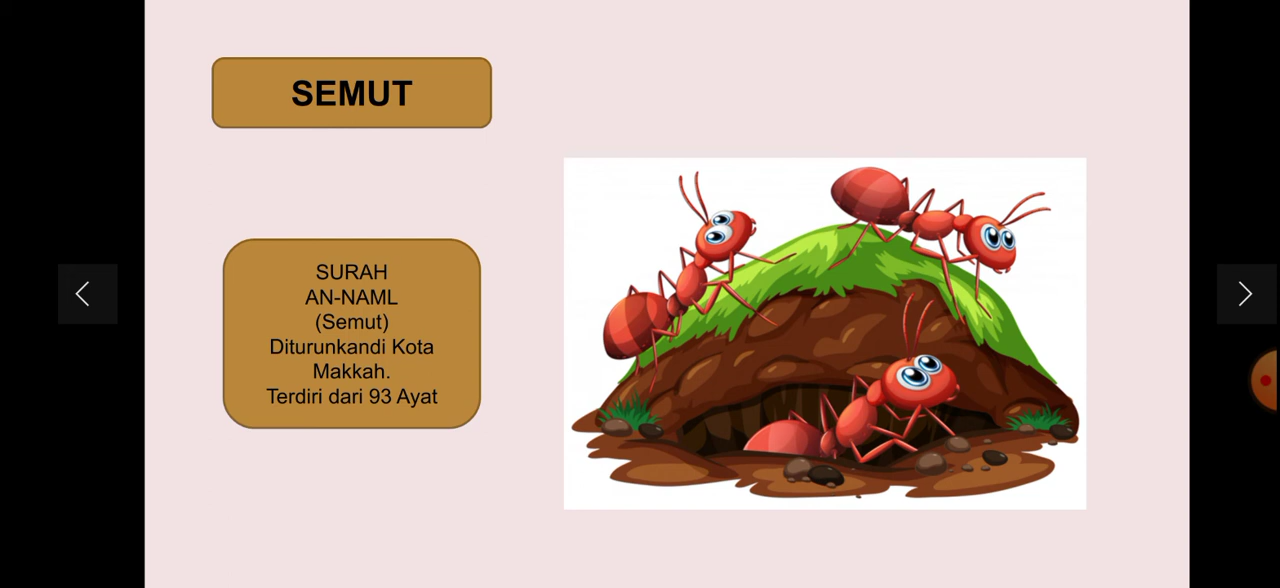 SEMUT
SURAH
AN-NAML
(Semut)
Diturunkandi Kota
Makkah.
Terdiri dari 93 Ayat